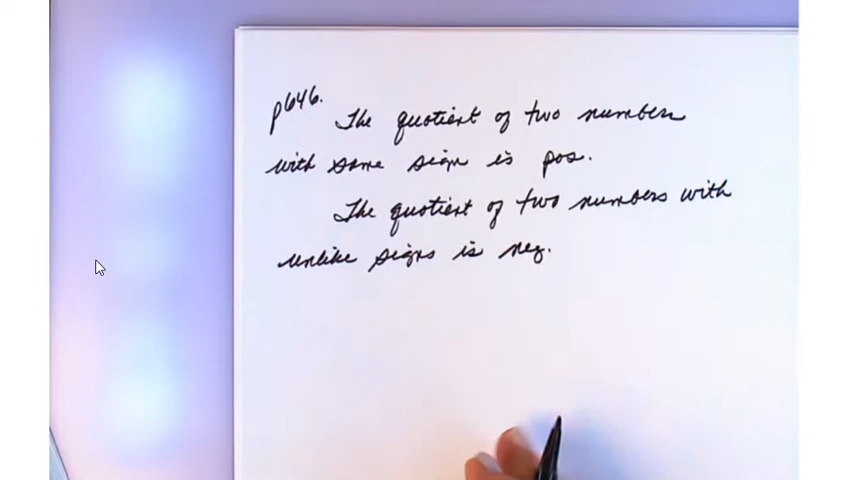 p646. The quotient of two numbers
with same sign is pos.
The quotient of two numbers with
unlike signs is neg.